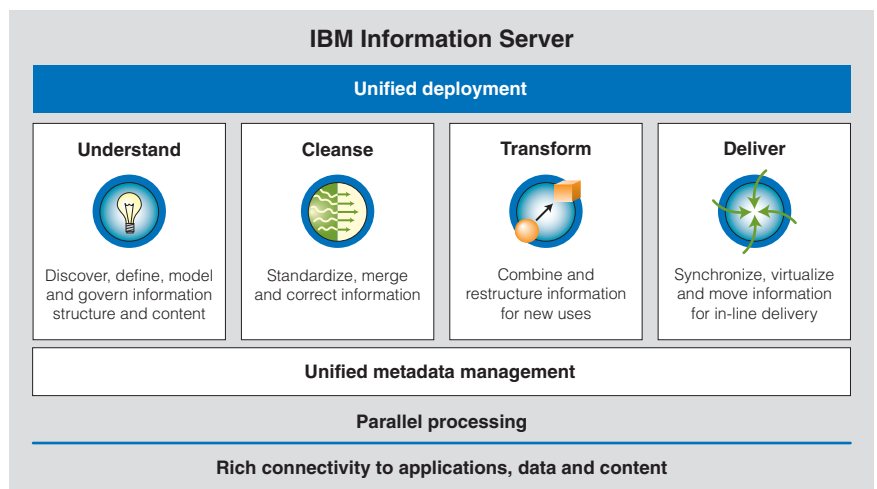 IBM Information Server
Unified deployment
Understand
Discover, define, model
and govern information
structure and content
Cleanse
Standardize, merge
and correct information
Transform
Combine and
restructure information
for new uses
Deliver
Synchronize, virtualize
and move information
for in-line delivery
Unified metadata management
Parallel processing
Rich connectivity to applications, data and content